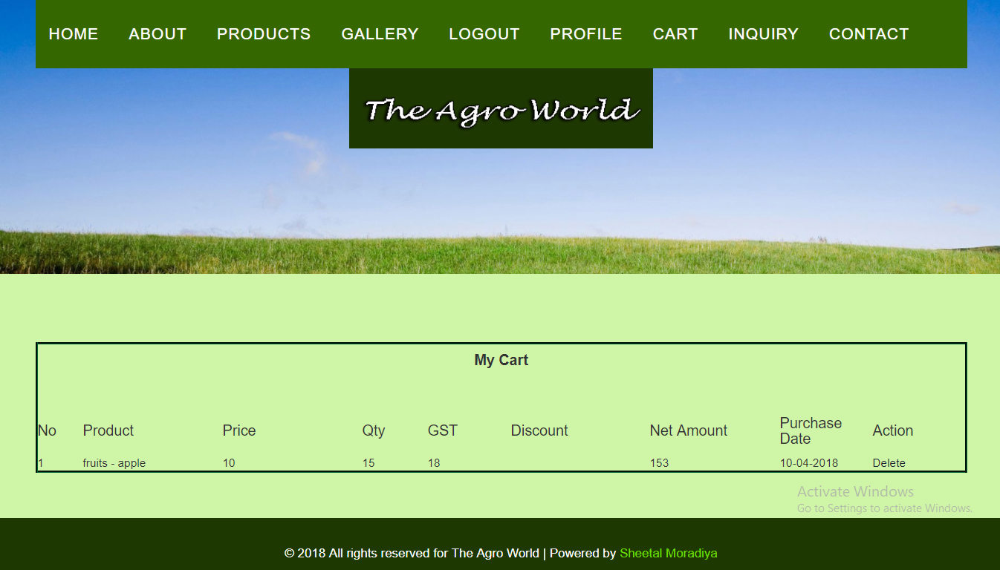 HOME ABOUT PRODUCTS GALLERY LOGOUT PROFILE CART INQUIRY CONTACT
The Agro World
My Cart
No Product Price Qty GST Discount Net Amount Purchase Date Action
1 fruits - apple 10 15 18 153 10-04-2018 Delete
Activate Windows
Go to Settings to activate Windows.
© 2018 All rights reserved for The Agro World | Powered by Sheetal Moradiya